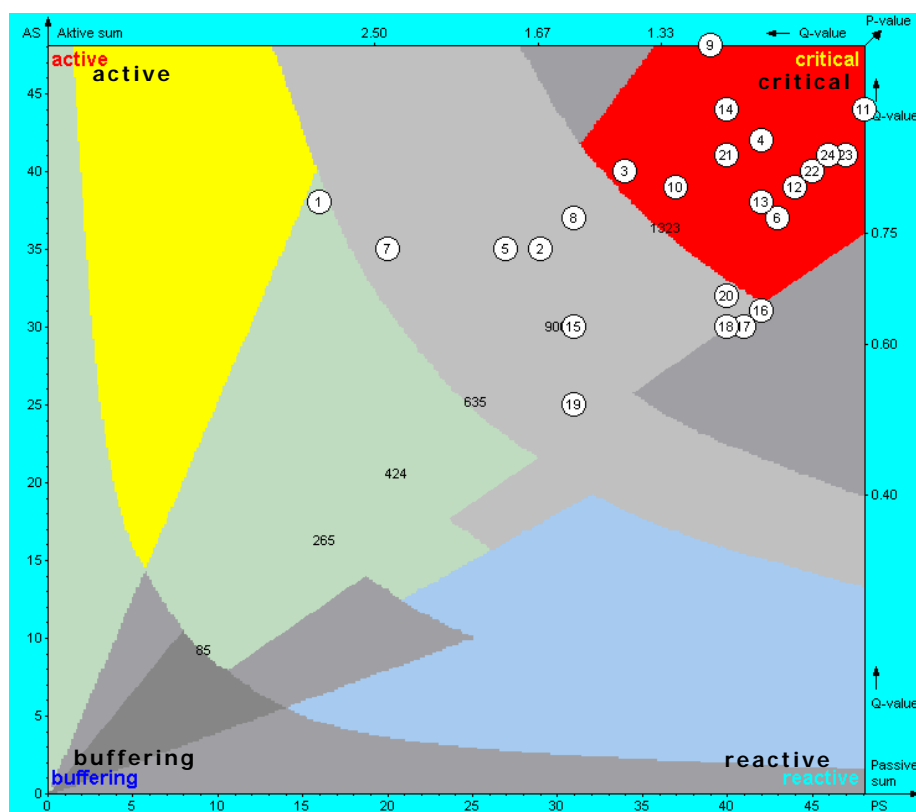 AS Aktive sum 2.50 1.67 1.33 Q-value P-value
active critical
active critical
9
45 Q-value
14 11
4
21 24 23
40 3 22
1 10 12
13
8 6
1323
35 7 5 2 0.75
20
16
30 900 15 18 17 0.60
25 635 19
424
20 0.40
265
15
10
85
5 Q-value
buffering reactive Passive
buffering reactive sum
0
0 5 10 15 20 25 30 35 40 45 PS